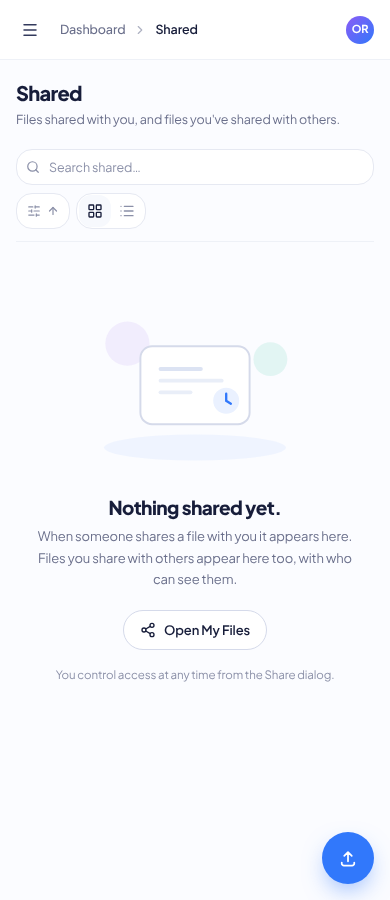 Dashboard
Shared
OR
Shared
Files shared with you, and files you've shared with others.
Search shared...
Nothing shared yet.
When someone shares a file with you it appears here.
Files you share with others appear here too, with who
can see them.
Open My Files
You control access at any time from the Share dialog.